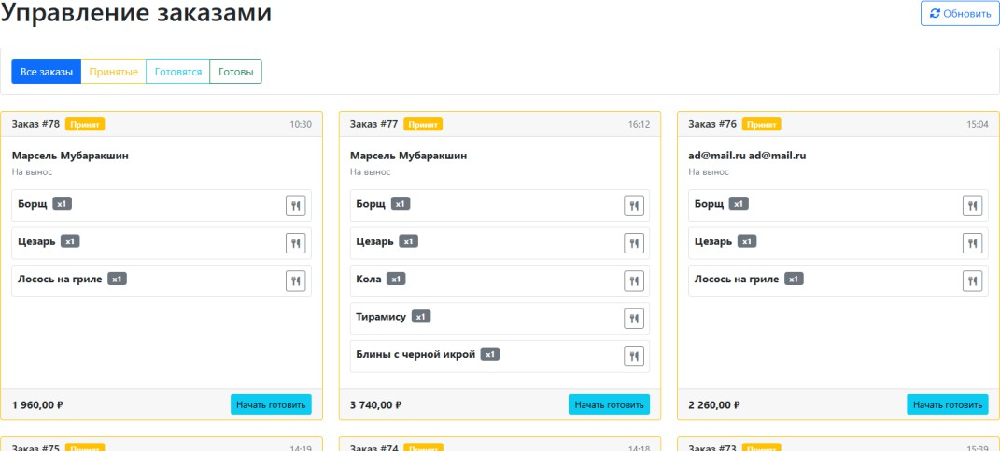 Управление заказами
Обновить
Все заказы Принятые Готовятся Готовы
Заказ #78 Принят 10:30
Марсель Мубаракшин
На вынос
Борщ x1
Цезарь x1
Лосось на гриле x1
1 960,00 ₽ Начать готовить
Заказ #77 Принят 16:12
Марсель Мубаракшин
На вынос
Борщ x1
Цезарь x1
Кола x1
Тирамису x1
Блины с черной икрой x1
3 740,00 ₽ Начать готовить
Заказ #76 Принят 15:04
ad@mail.ru ad@mail.ru
На вынос
Борщ x1
Цезарь x1
Лосось на гриле x1
2 260,00 ₽ Начать готовить
Заказ #75 Принят 14:19
Заказ #74 Принят 14:18
Заказ #73 Принят 15:39